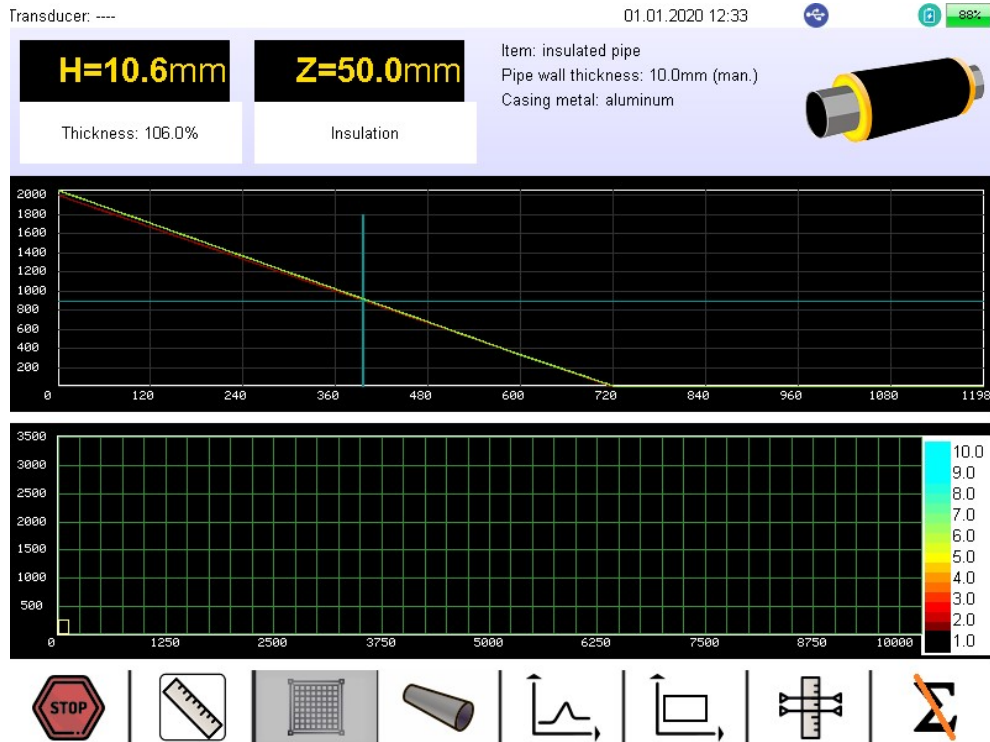 Transducer: ---- 01.01.2020 12:33 88%
H=10.6mm
Z=50.0mm
Thickness: 106.0%
Insulation
Item: insulated pipe
Pipe wall thickness: 10.0mm (man.)
Casing metal: aluminum
2000
1800
1600
1400
1200
1000
800
600
400
200
0 120 240 360 480 600 720 840 960 1080 1198
3500
3000
2500
2000
1500
1000
500
0 1250 2500 3750 5000 6250 7500 8750 10000
10.0
9.0
8.0
7.0
6.0
5.0
4.0
3.0
2.0
1.0
STOP
Σ